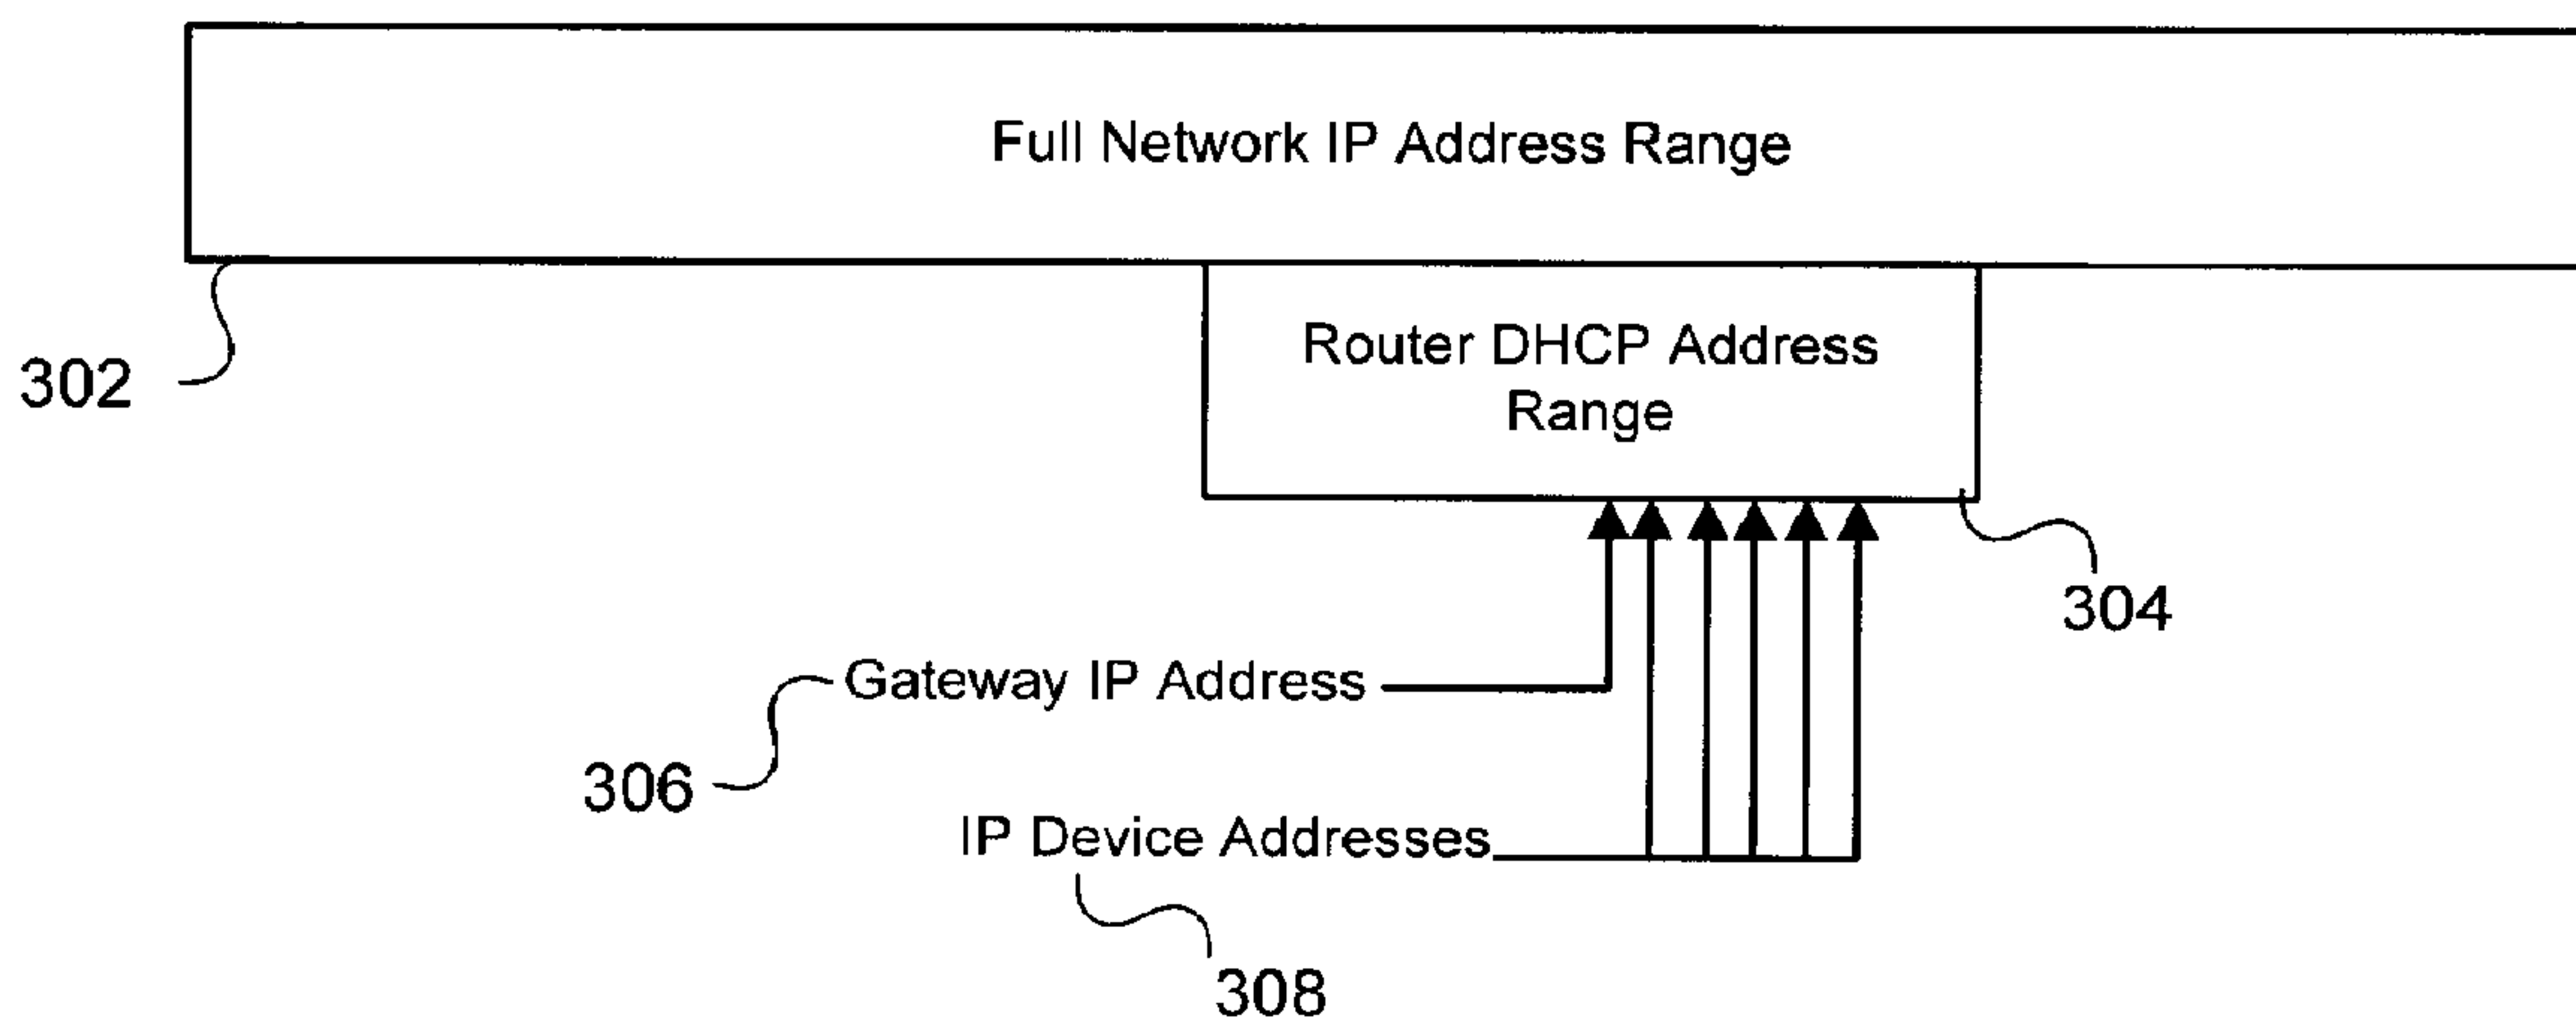 Full Network IP Address Range
Router DHCP Address
Range
302
304
Gateway IP Address
306
IP Device Addresses
308